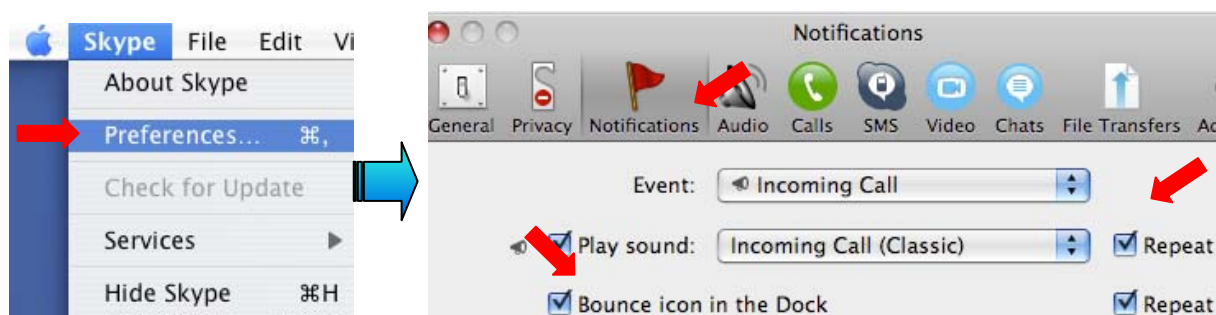 Skype File Edit Vi
About Skype
Preferences... ⌘,
Check for Update
Services
Hide Skype ⌘H
Notifications
General Privacy Notifications Audio Calls SMS Video Chats File Transfers Ad
Event: Incoming Call
Play sound: Incoming Call (Classic) Repeat
Bounce icon in the Dock Repeat